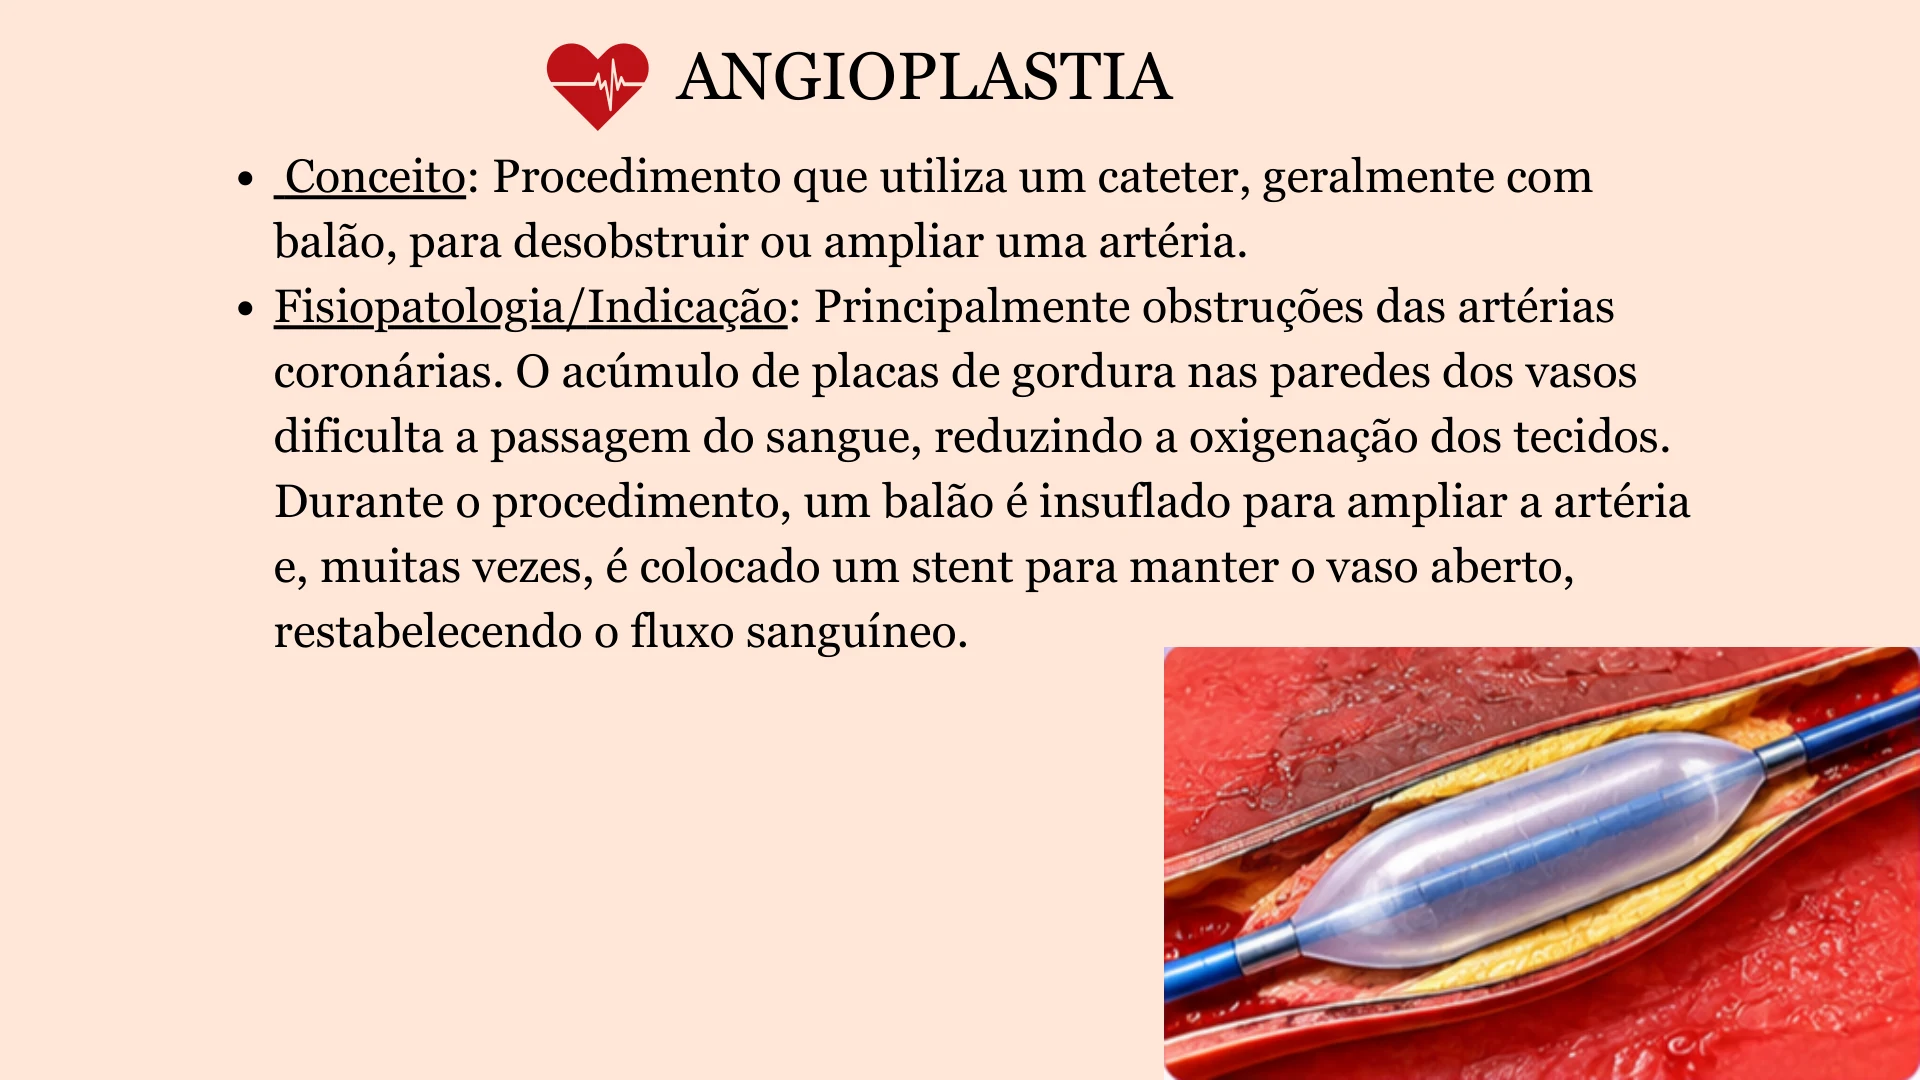 ANGIOPLASTIA
• Conceito: Procedimento que utiliza um cateter, geralmente com
balão, para desobstruir ou ampliar uma artéria.
• Fisiopatologia/Indicação: Principalmente obstruções das artérias
coronárias. O acúmulo de placas de gordura nas paredes dos vasos
dificulta a passagem do sangue, reduzindo a oxigenação dos tecidos.
Durante o procedimento, um balão é insuflado para ampliar a artéria
e, muitas vezes, é colocado um stent para manter o vaso aberto,
restabelecendo o fluxo sanguíneo.